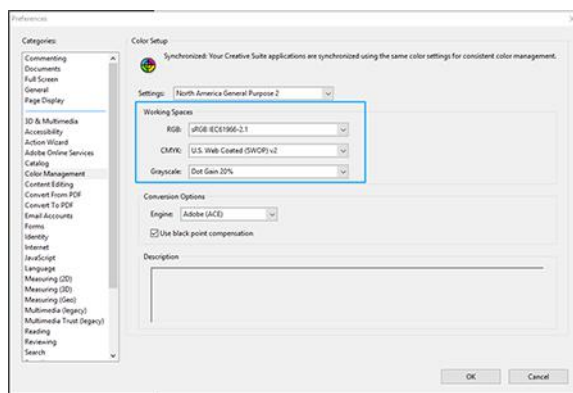 Preferences
Categories:
Commenting
Documents
Full Screen
General
Page Display
3D & Multimedia
Accessibility
Action Wizard
Adobe Online Services
Catalog
Color Management
Content Editing
Convert From PDF
Convert To PDF
Email Accounts
Forms
Identity
Internet
JavaScript
Language
Measuring (2D)
Measuring (3D)
Measuring (Geo)
Multimedia (legacy)
Multimedia Trust (legacy)
Reading
Reviewing
Search
Color Setup
Synchronized: Your Creative Suite applications are synchronized using the same color settings for consistent color management.
Settings: North America General Purpose 2
Working Spaces
RGB: sRGB IEC61966-2.1
CMYK: U.S. Web Coated (SWOP) v2
Grayscale: Dot Gain 20%
Conversion Options
Engine: Adobe (ACE)
Use black point compensation
Description
OK Cancel